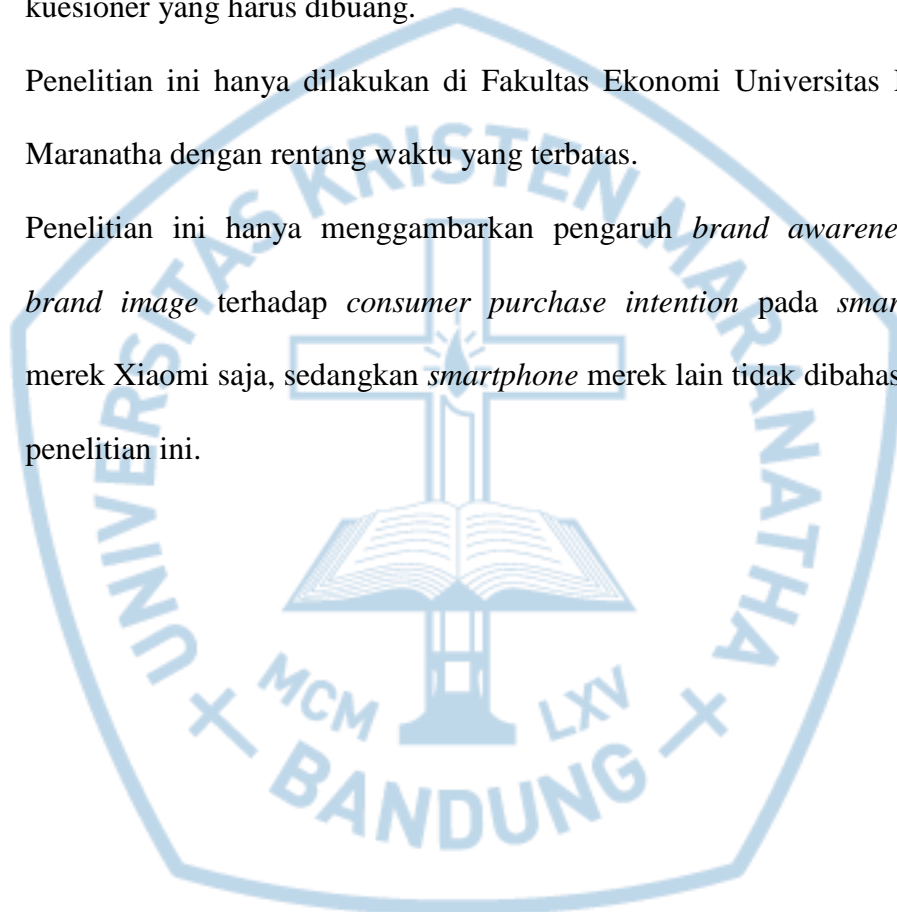 kuesioner yang harus dibuang.
Penelitian ini hanya dilakukan di Fakultas Ekonomi Universitas
Maranatha dengan rentang waktu yang terbatas.
Penelitian ini hanya menggambarkan pengaruh brand
brand image terhadap consumer purchase intention pada
merek Xiaomi saja, sedangkan smartphone merek lain tidak dibahas
penelitian ini.
UNIVERSITAS KRISTEN MARANATHA
MCM LXV
BANDUNG